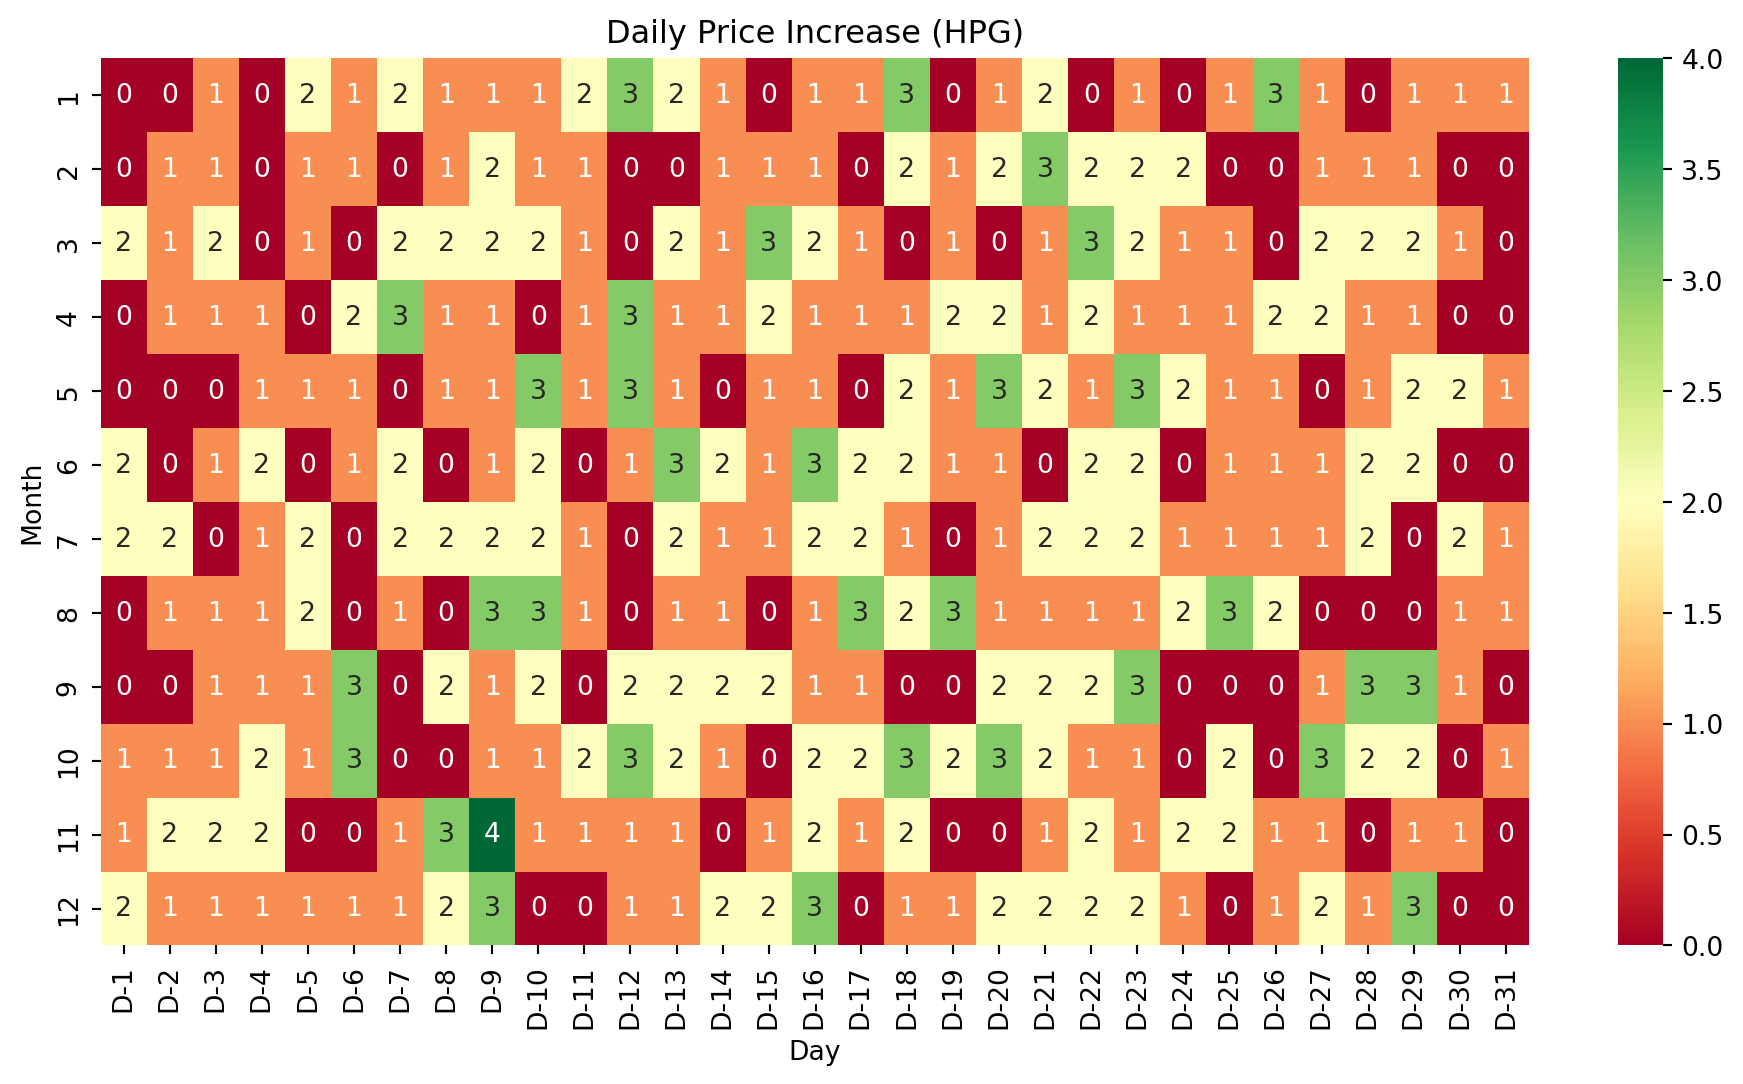 Daily Price Increase (HPG)
1 0 0 1 0 2 1 2 1 1 1 2 3 2 1 0 1 1 3 0 1 2 0 1 0 1 3 1 0 1 1 1
2 0 1 1 0 1 1 0 1 2 1 1 0 0 1 1 1 0 2 1 2 3 2 2 2 0 0 1 1 1 0 0
3 2 1 2 0 1 0 2 2 2 2 1 0 2 1 3 2 1 0 1 0 1 3 2 1 1 0 2 2 2 1 0
4 0 1 1 1 0 2 3 1 1 0 1 3 1 1 2 1 1 1 2 2 1 2 1 1 1 2 2 1 1 0 0
5 0 0 0 1 1 1 0 1 1 3 1 3 1 0 1 1 0 2 1 3 2 1 3 2 1 1 0 1 2 2 1
6 2 0 1 2 0 1 2 0 1 2 0 1 3 2 1 3 2 2 1 1 0 2 2 0 1 1 1 2 2 0 0
7 2 2 0 1 2 0 2 2 2 2 1 0 2 1 1 2 2 1 0 1 2 2 2 1 1 1 1 2 0 2 1
8 0 1 1 1 2 0 1 0 3 3 1 0 1 1 0 1 3 2 3 1 1 1 1 2 3 2 0 0 0 1 1
9 0 0 1 1 1 3 0 2 1 2 0 2 2 2 2 1 1 0 0 2 2 2 3 0 0 0 1 3 3 1 0
10 1 1 1 2 1 3 0 0 1 1 2 3 2 1 0 2 2 3 2 3 2 1 1 0 2 0 3 2 2 0 1
11 1 2 2 2 0 0 1 3 4 1 1 1 1 0 1 2 1 2 0 0 1 2 1 2 2 1 1 0 1 1 0
12 2 1 1 1 1 1 1 2 3 0 0 1 1 2 2 3 0 1 1 2 2 2 2 1 0 1 2 1 3 0 0
Month
D-1 D-2 D-3 D-4 D-5 D-6 D-7 D-8 D-9 D-10 D-11 D-12 D-13 D-14 D-15 D-16 D-17 D-18 D-19 D-20 D-21 D-22 D-23 D-24 D-25 D-26 D-27 D-28 D-29 D-30 D-31
Day
4.0
3.5
3.0
2.5
2.0
1.5
1.0
0.5
0.0